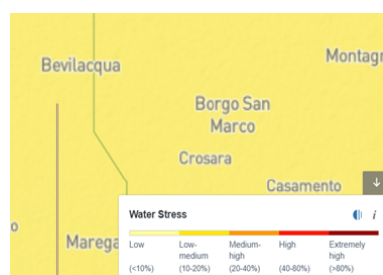 Bevilacqua
Montagn
Borgo San
Marco
Crosara
Casamento
o
Marega
Water Stress
i
Low
Low-
medium
Medium-
high
High
Extremely
high
(<10%)
(10-20%)
(20-40%)
(40-80%)
(>80%)